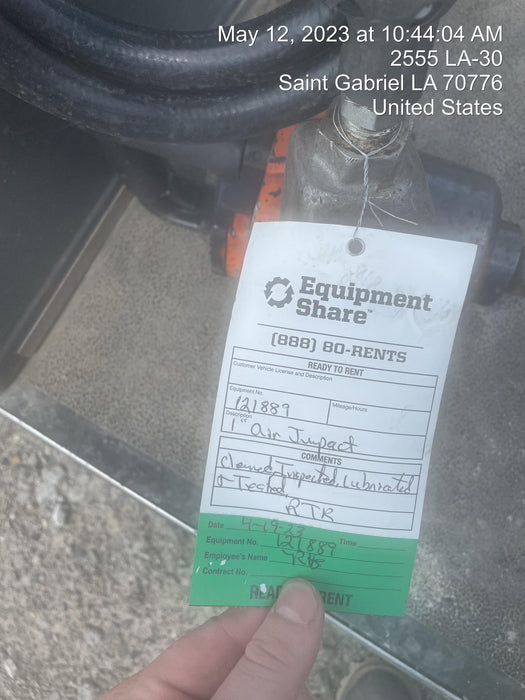 May 12, 2023 at 10:44:04 AM
2555 LA-30
Saint Gabriel LA 70776
United States
Equipment
Share™
(888) 80-RENTS
READY TO RENT
Customer Vehicle License and Description
Equipment No. Mileage/Hours
121889
Description
1" Air Impact
COMMENTS
Cleaned, Inspected, Lubricated
+ Tested,
RTR
Date 4-19-23 Time
Equipment No. 121889
Employee's Name
Contract No.
READY RENT